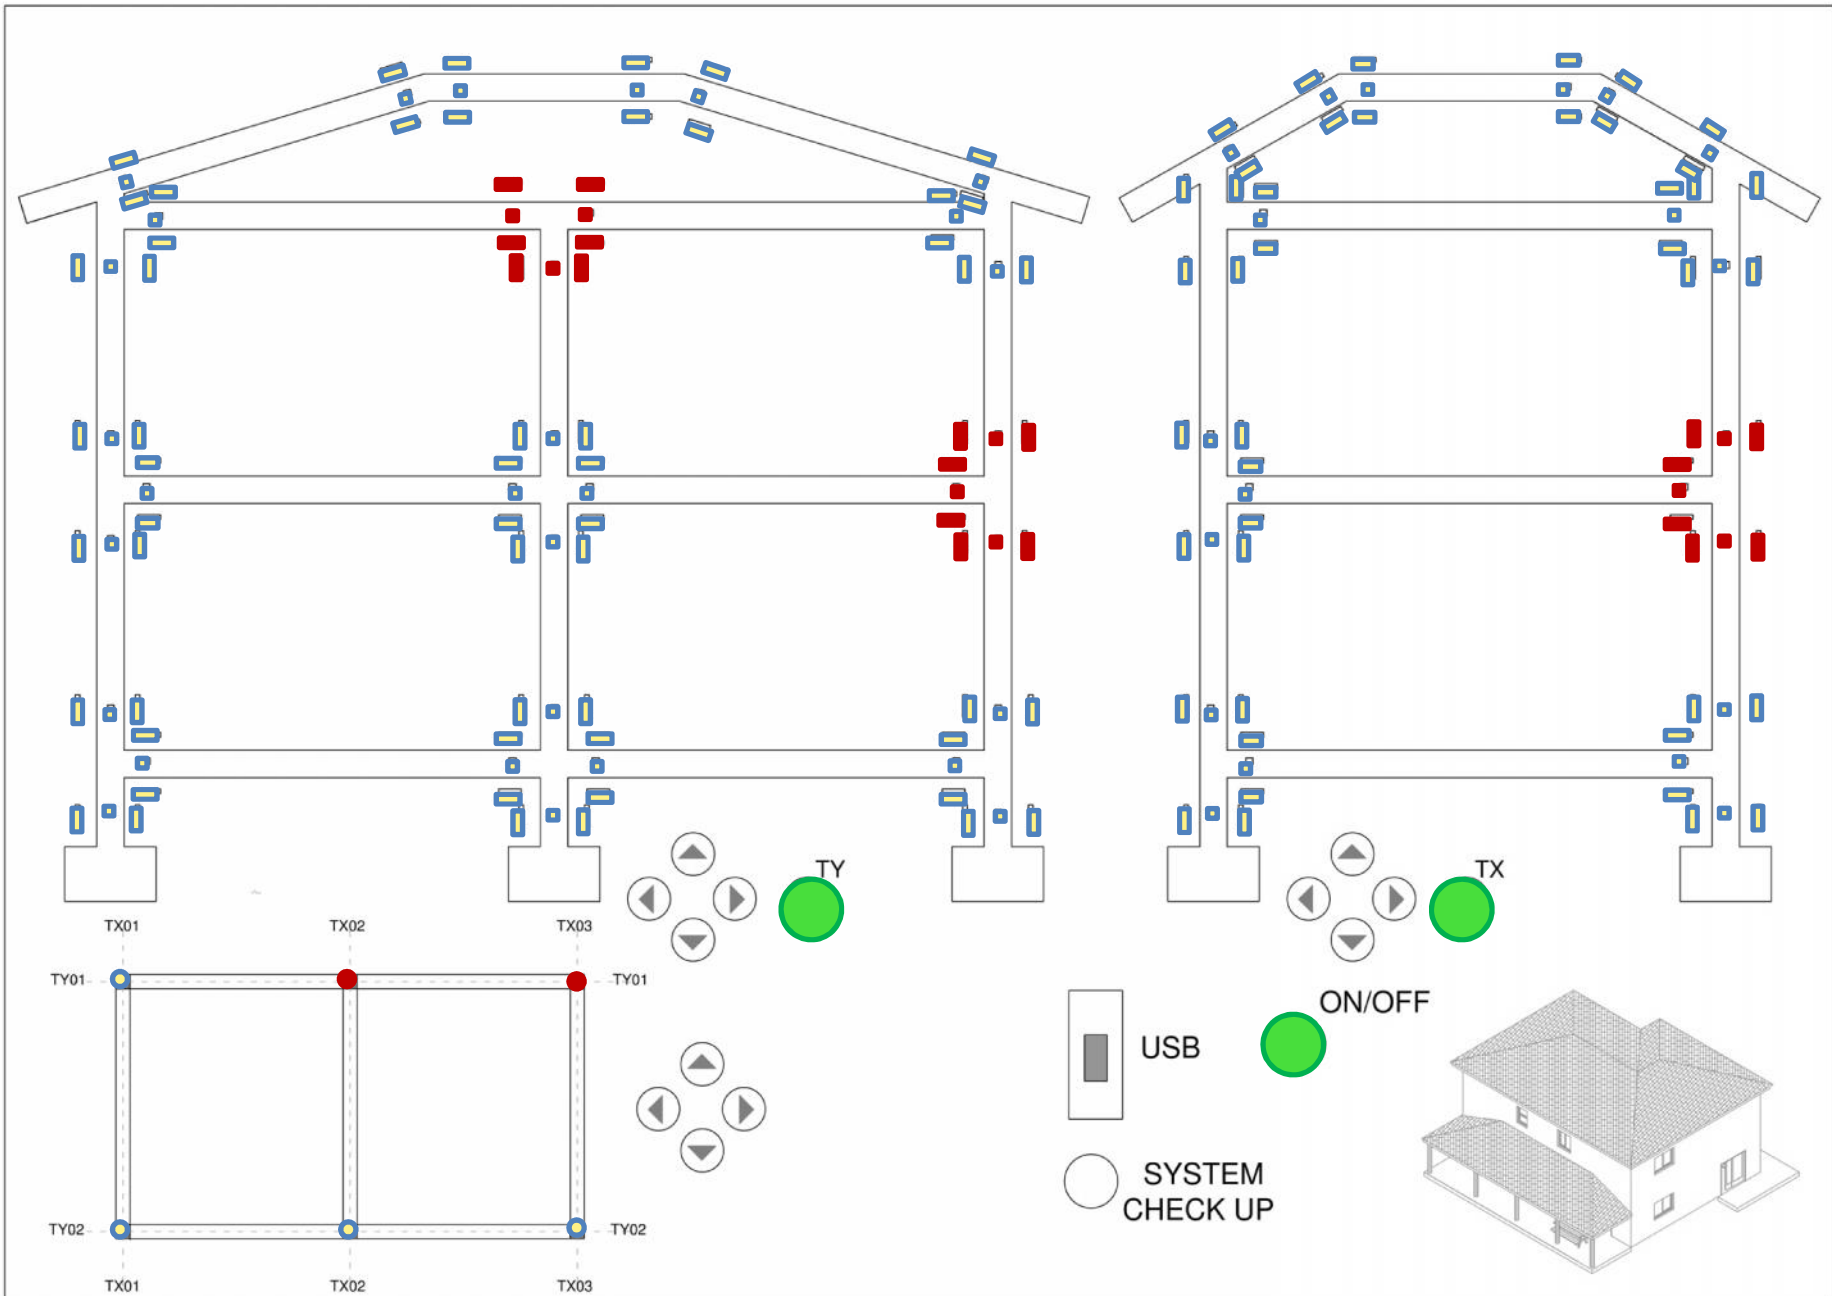 TY
TX
TX01 TX02 TX03
TY01 TY01
ON/OFF
USB
SYSTEM
CHECK UP
TY02 TY02
TX01 TX02 TX03